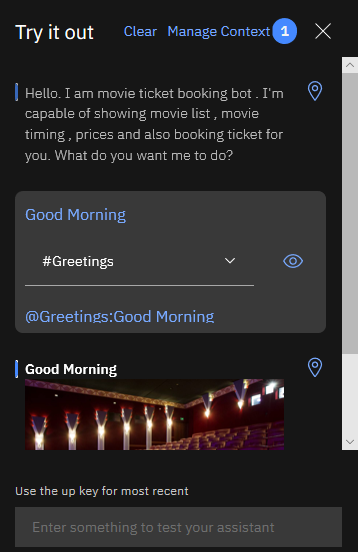 Try it out Clear Manage Context 1
Hello. I am movie ticket booking bot . I'm
capable of showing movie list , movie
timing , prices and also booking ticket for
you. What do you want me to do?
Good Morning
#Greetings
@Greetings:Good Morning
Good Morning
Use the up key for most recent
Enter something to test your assistant